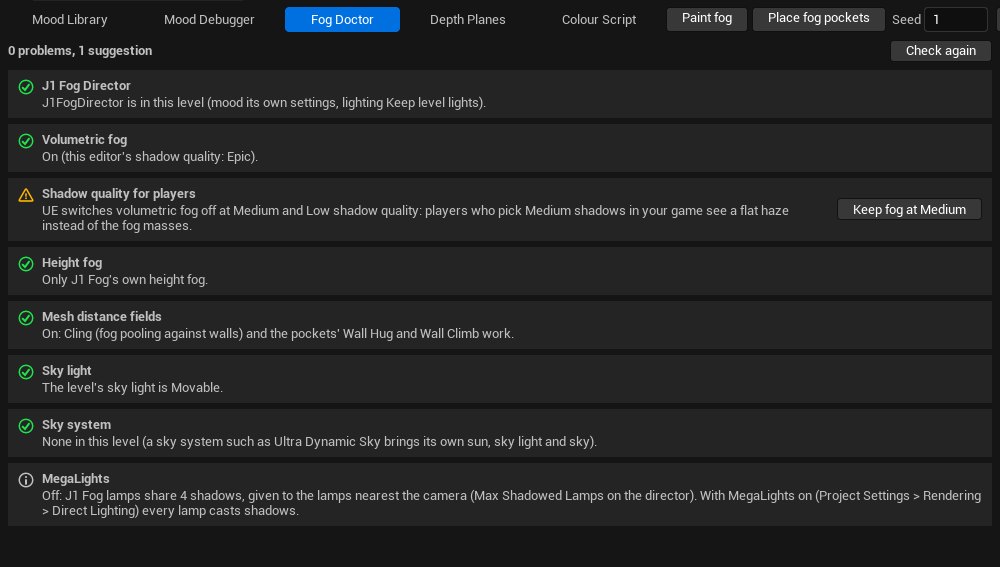 Mood Library
Mood Debugger
Fog Doctor
Depth Planes
Colour Script
Paint fog
Place fog pockets
Seed
1
0 problems, 1 suggestion
Check again
J1 Fog Director
J1FogDirector is in this level (mood its own settings, lighting Keep level lights).
Volumetric fog
On (this editor's shadow quality: Epic).
Shadow quality for players
UE switches volumetric fog off at Medium and Low shadow quality: players who pick Medium shadows in your game see a flat haze
instead of the fog masses.
Keep fog at Medium
Height fog
Only J1 Fog's own height fog.
Mesh distance fields
On: Cling (fog pooling against walls) and the pockets' Wall Hug and Wall Climb work.
Sky light
The level's sky light is Movable.
Sky system
None in this level (a sky system such as Ultra Dynamic Sky brings its own sun, sky light and sky).
MegaLights
Off: J1 Fog lamps share 4 shadows, given to the lamps nearest the camera (Max Shadowed Lamps on the director). With MegaLights on (Project Settings > Rendering
> Direct Lighting) every lamp casts shadows.